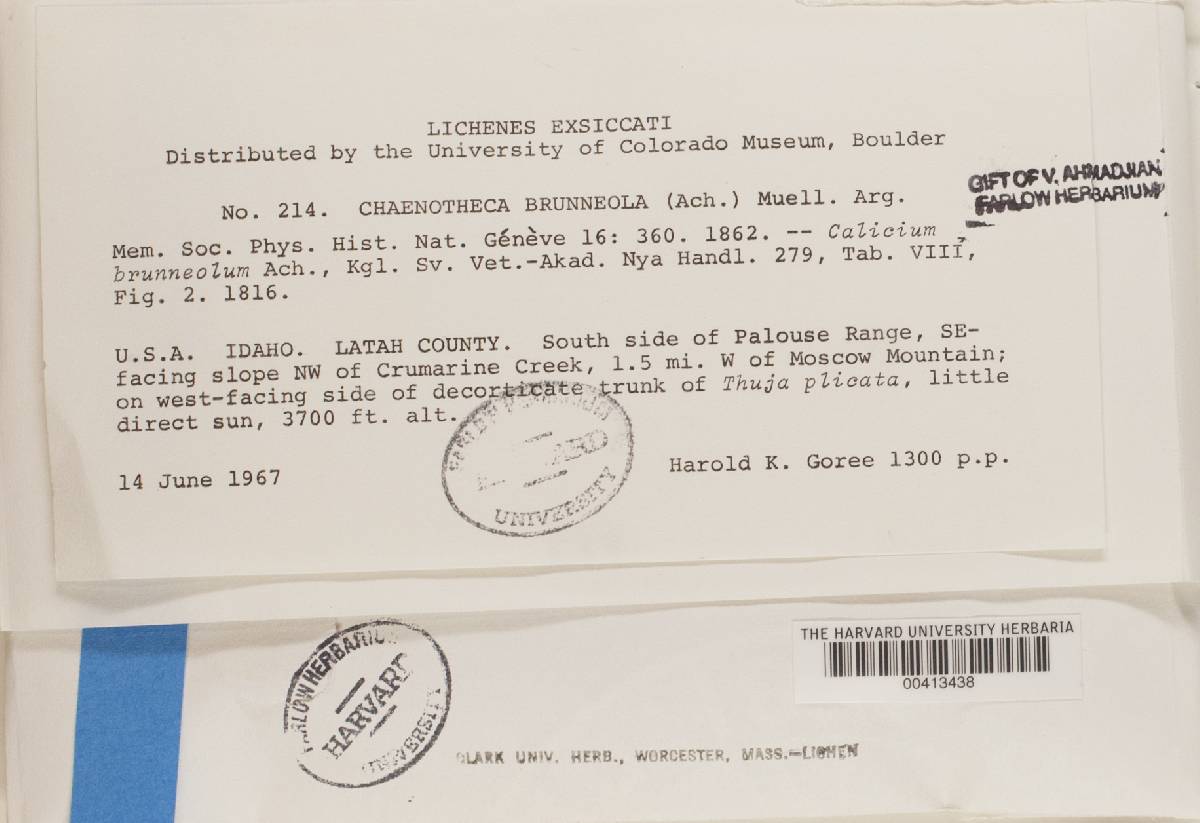 LICHENES EXSICCATI
Distributed by the University of Colorado Museum, Boulder
GIFT OF V. AHMADJIAN
FARLOW HERBARIUM
No. 214. CHAENOTHECA BRUNNEOLA (Ach.) Muell. Arg.
Mem. Soc. Phys. Hist. Nat. Génève 16: 360. 1862. -- Calicium
brunneolum Ach., Kgl. Sv. Vet.-Akad. Nya Handl. 279, Tab. VIII,
Fig. 2. 1816.
U.S.A. IDAHO. LATAH COUNTY. South side of Palouse Range, SE-
facing slope NW of Crumarine Creek, 1.5 mi. W of Moscow Mountain;
on west-facing side of decorticate trunk of Thuja plicata, little
direct sun, 3700 ft. alt.
14 June 1967
Harold K. Goree 1300 p.p.
UNIVERSITY
FARLOW HERBARIUM
HARVARD
UNIVERSITY
THE HARVARD UNIVERSITY HERBARIA
00413438
CLARK UNIV. HERB., WORCESTER, MASS.—LICHEN